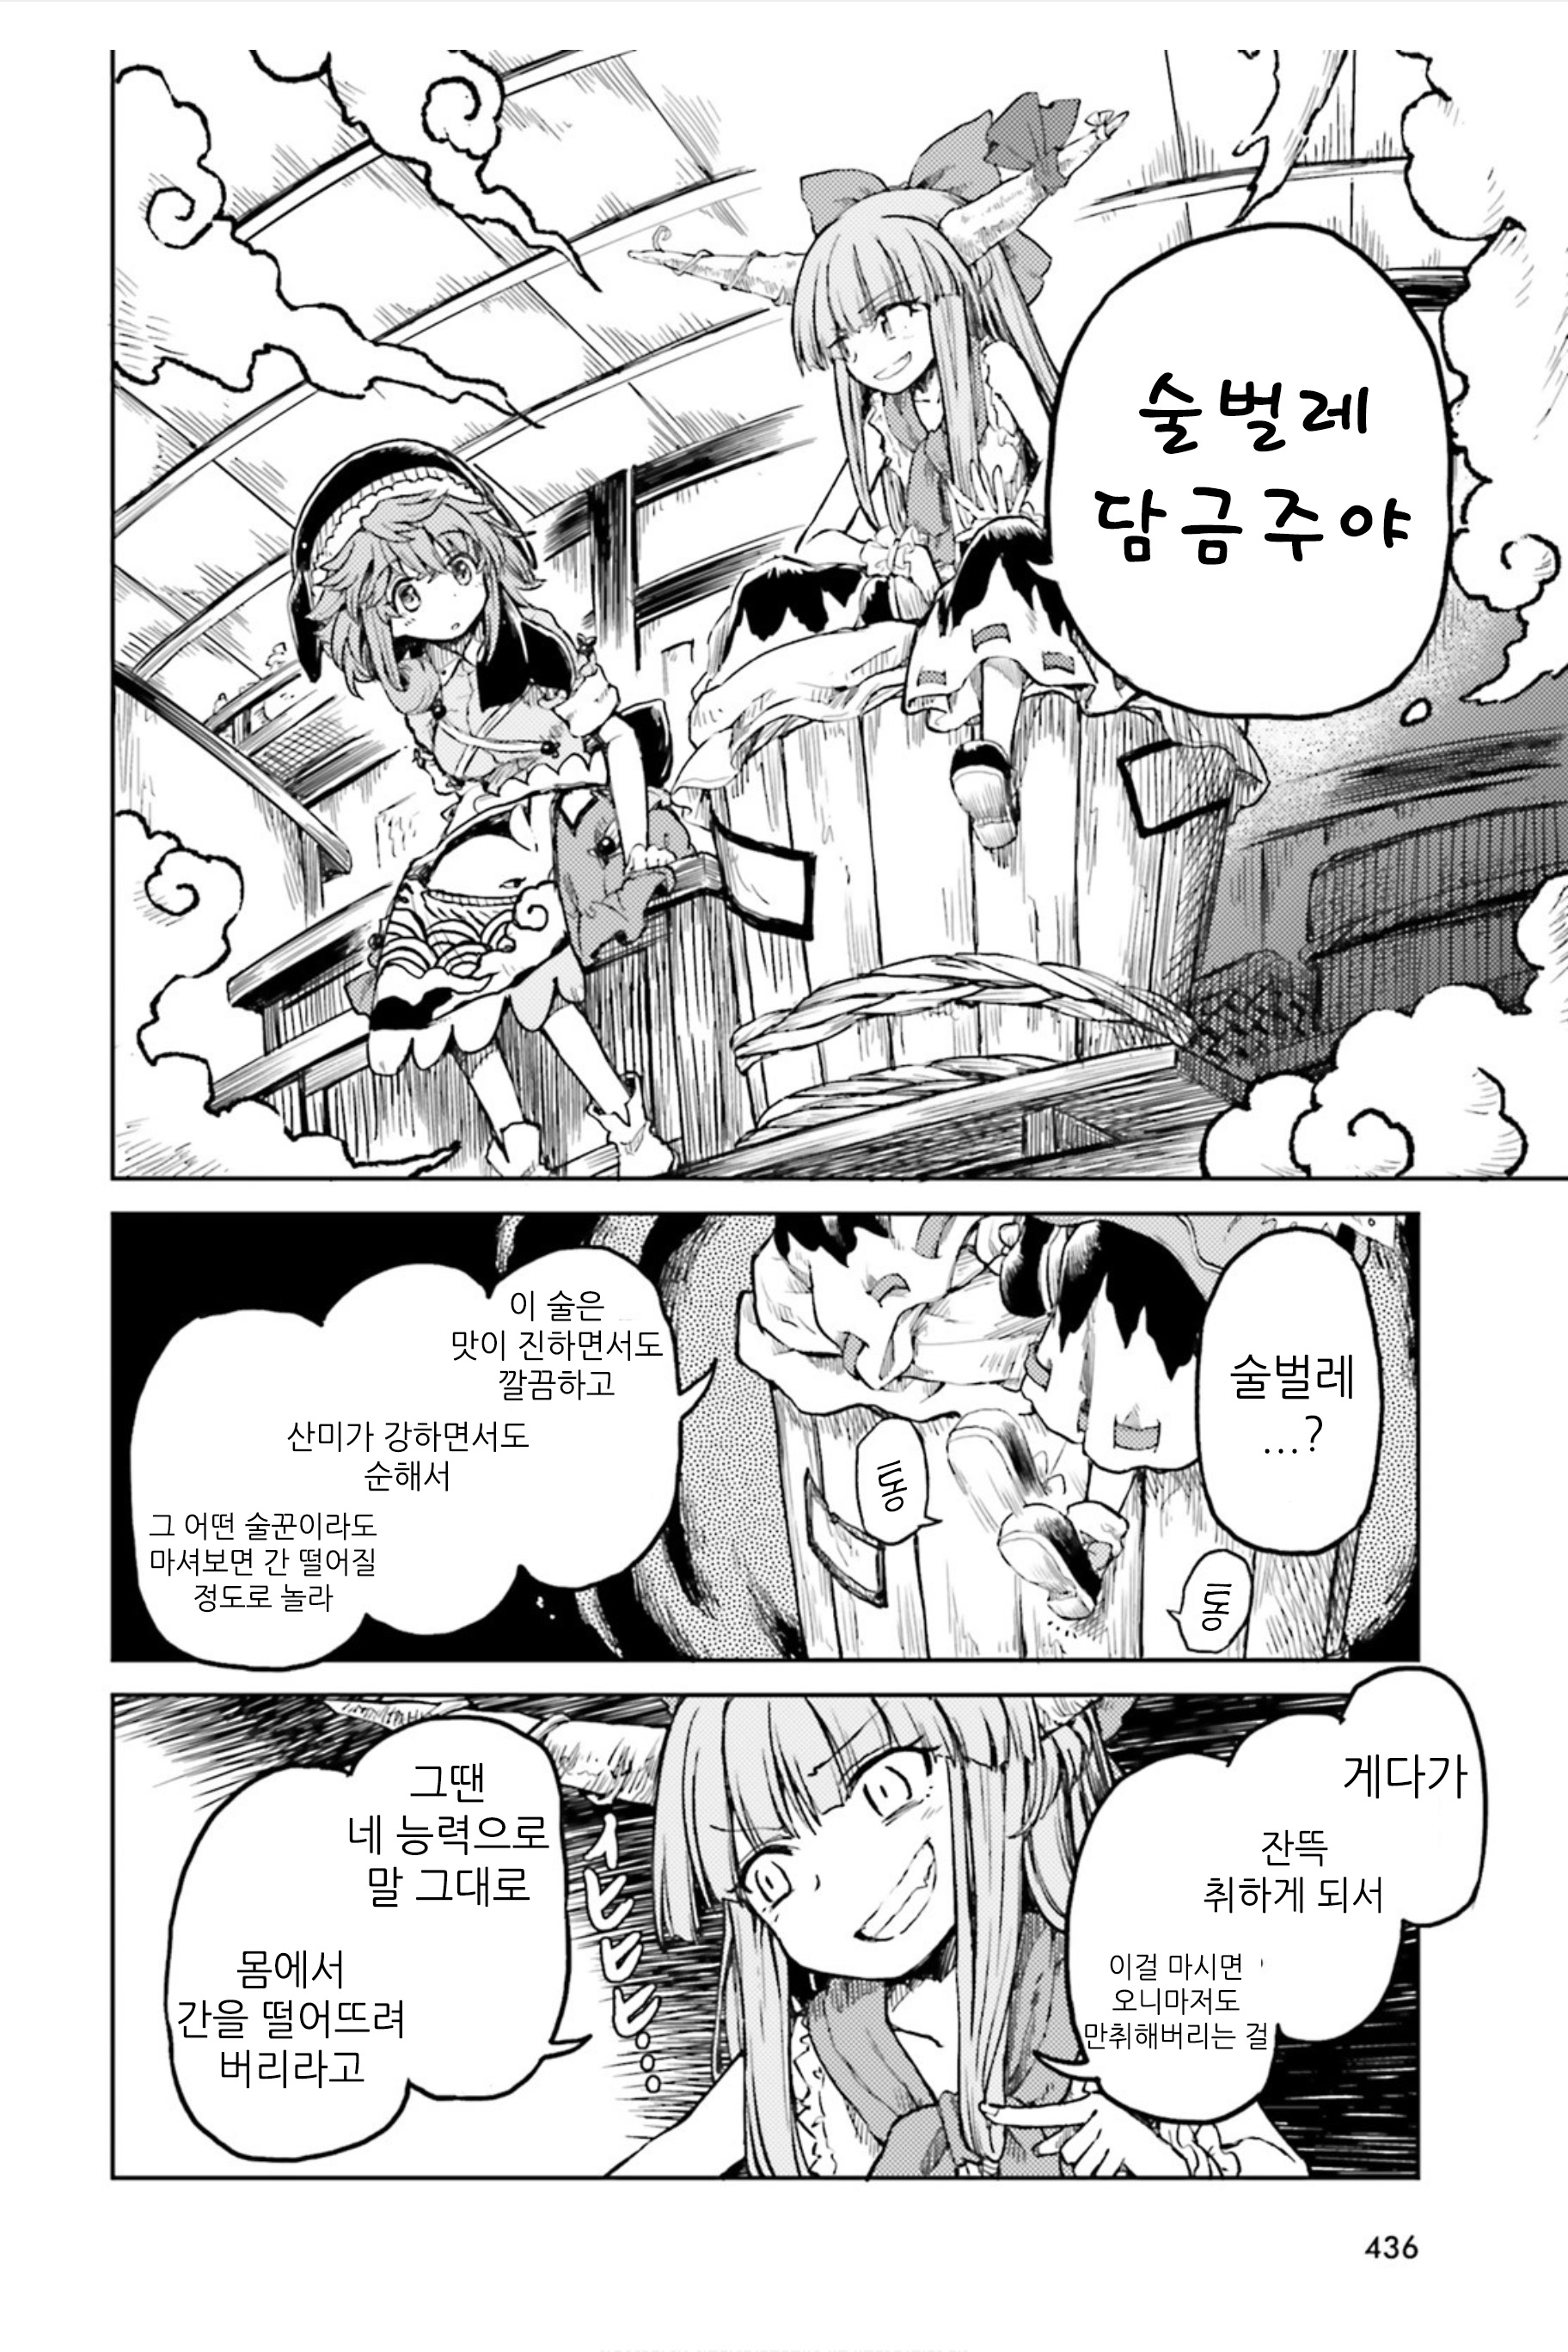 술벌레
담금주야
술벌레
...?
통
통
이 술은
맛이 진하면서도
깔끔하고
산미가 강하면서도
순해서
그 어떤 술꾼이라도
마셔보면 간 떨어질
정도로 놀라
게다가
잔뜩
취하게 되서
이걸 마시면
오니마저도
만취해버리는 걸
イヒヒヒ...
그땐
네 능력으로
말 그대로
몸에서
간을 떨어뜨려
버리라고
436